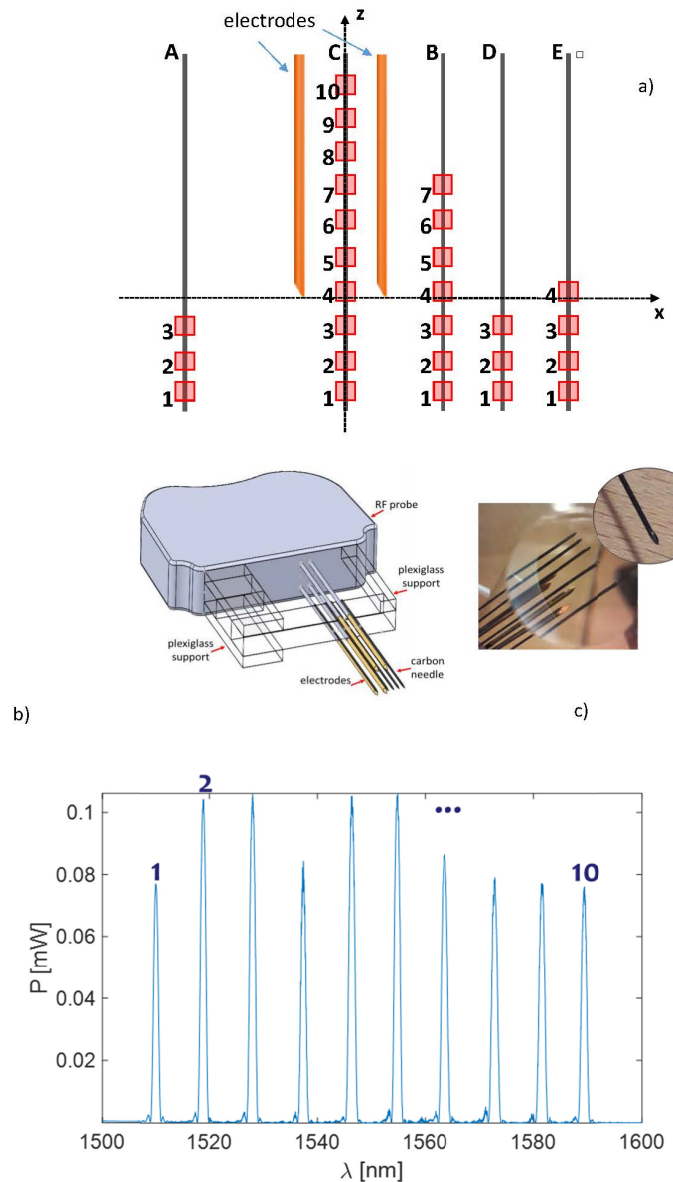 electrodes
z
A C B D E
a)
10
9
8
7 7
6 6
5 5
4 4 4
x
3 3 3 3 3
2 2 2 2 2
1 1 1 1 1
RF probe
plexiglass
support
plexiglass
support
carbon
needle
electrodes
b)
c)
2
•••
1
10
0.1
0.08
0.06
0.04
0.02
P [mW]
1500 1520 1540 1560 1580 1600
λ [nm]